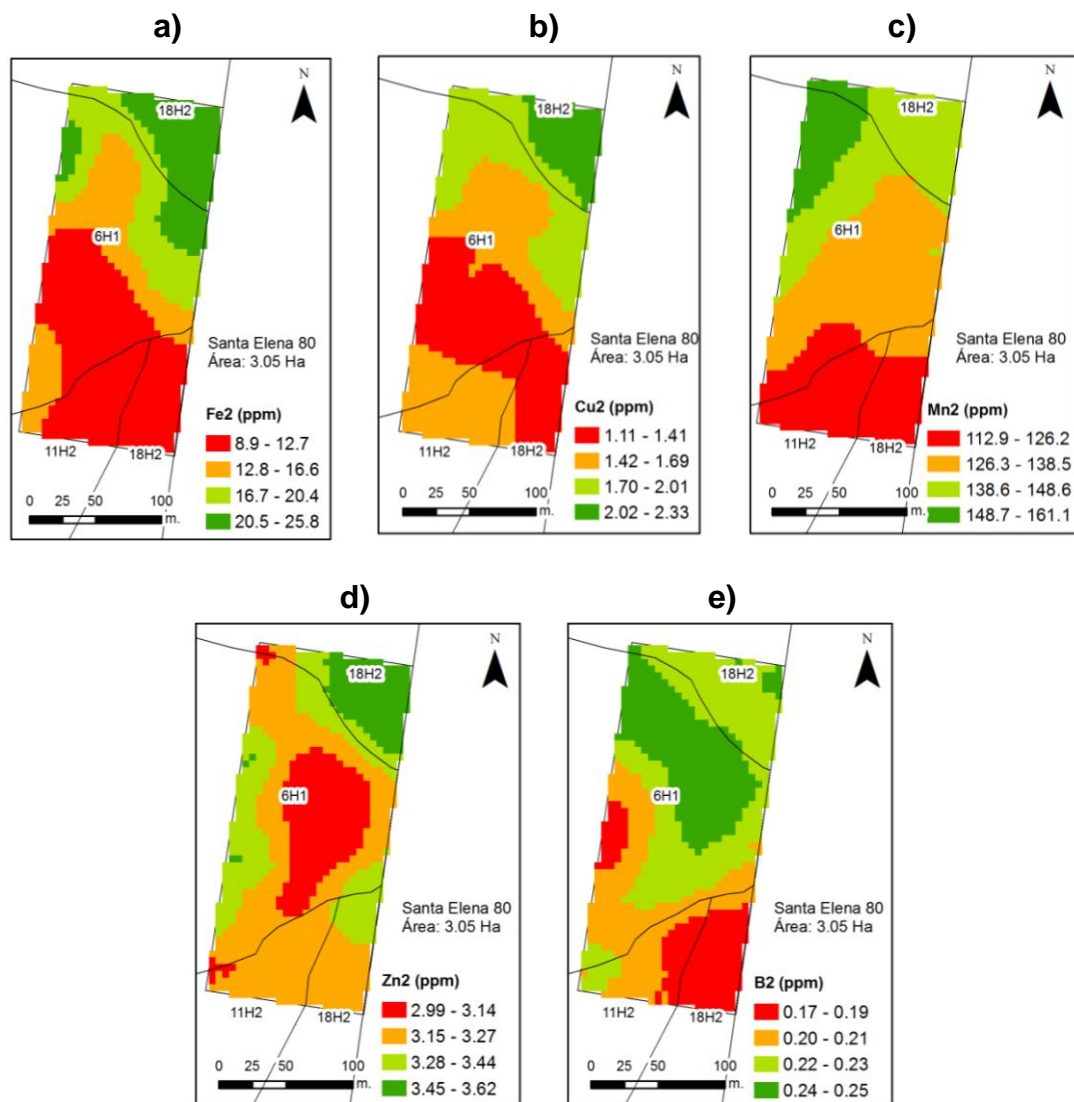 a)
b)
c)
N
18H2
6H1
Santa Elena 80
Área: 3.05 Ha
Fe2 (ppm)
8.9 - 12.7
12.8 - 16.6
16.7 - 20.4
20.5 - 25.8
11H2
18H2
0 25 50 100
m.
N
18H2
6H1
Santa Elena 80
Área: 3.05 Ha
Cu2 (ppm)
1.11 - 1.41
1.42 - 1.69
1.70 - 2.01
2.02 - 2.33
11H2
18H2
0 25 50 100
m.
N
18H2
6H1
Santa Elena 80
Área: 3.05 Ha
Mn2 (ppm)
112.9 - 126.2
126.3 - 138.5
138.6 - 148.6
148.7 - 161.1
11H2
18H2
0 25 50 100
m.
d)
e)
N
18H2
6H1
Santa Elena 80
Área: 3.05 Ha
Zn2 (ppm)
2.99 - 3.14
3.15 - 3.27
3.28 - 3.44
3.45 - 3.62
11H2
18H2
0 25 50 100
m.
N
18H2
6H1
Santa Elena 80
Área: 3.05 Ha
B2 (ppm)
0.17 - 0.19
0.20 - 0.21
0.22 - 0.23
0.24 - 0.25
11H2
18H2
0 25 50 100
m.